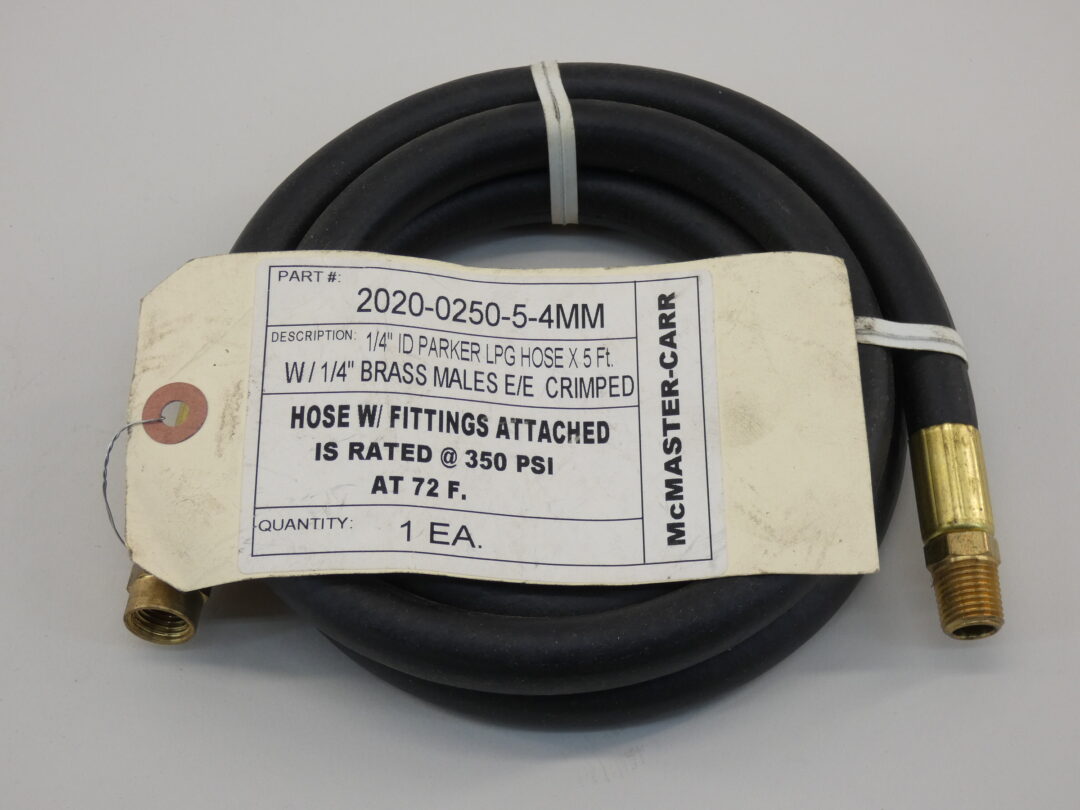 PART #:
2020-0250-5-4MM
DESCRIPTION: 1/4" ID PARKER LPG HOSE X 5 Ft.
W/ 1/4" BRASS MALES E/E CRIMPED
HOSE W/ FITTINGS ATTACHED
IS RATED @ 350 PSI
AT 72 F.
QUANTITY: 1 EA.
McMASTER-CARR